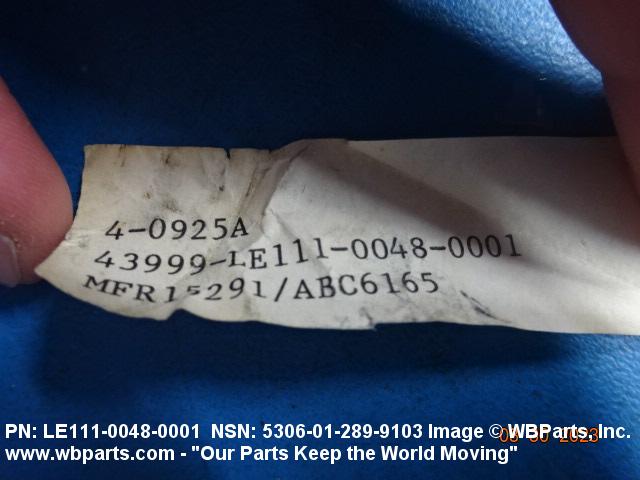 4-0925A
43999-LE111-0048-0001
MFR15291/ABC6165
PN: LE111-0048-0001 NSN: 5306-01-289-9103 Image © WBParts, Inc.
www.wbparts.com - "Our Parts Keep the World Moving"